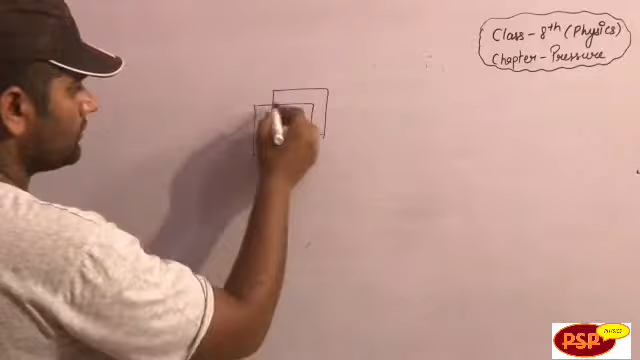 Class - 8th (Physics)
Chapter - Pressure
PSP